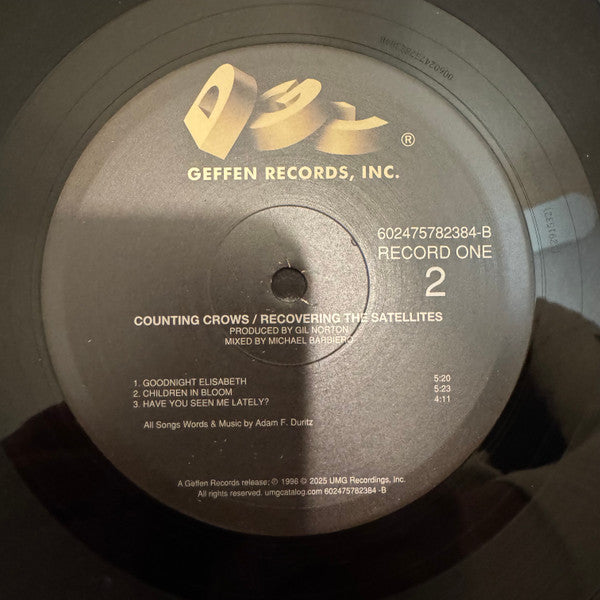 ®
GEFFEN RECORDS, INC.
602475782384-B
RECORD ONE
2
COUNTING CROWS / RECOVERING THE SATELLITES
PRODUCED BY GIL NORTON
MIXED BY MICHAEL BARBIERO
1. GOODNIGHT ELISABETH 5:20
2. CHILDREN IN BLOOM 5:23
3. HAVE YOU SEEN ME LATELY? 4:11
All Songs Words & Music by Adam F. Duritz
A Geffen Records release; ℗ 1996 © 2025 UMG Recordings, Inc.
All rights reserved. umgcatalog.com 602475782384 -B